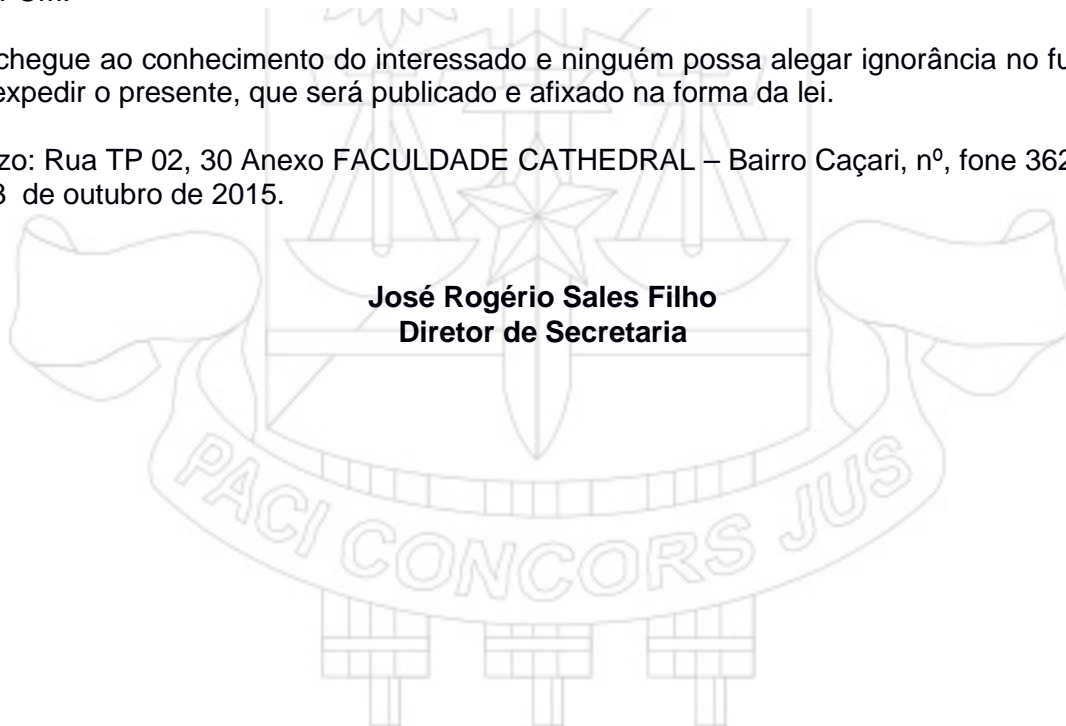 chegue ao conhecimento do interessado e ninguém possa alegar ignorância no fu
expedir o presente, que será publicado e afixado na forma da lei.
zo: Rua TP 02, 30 Anexo FACULDADE CATHEDRAL – Bairro Caçari, nº, fone 362
de outubro de 2015.
José Rogério Sales Filho
Diretor de Secretaria
PACI CONCORS JUS